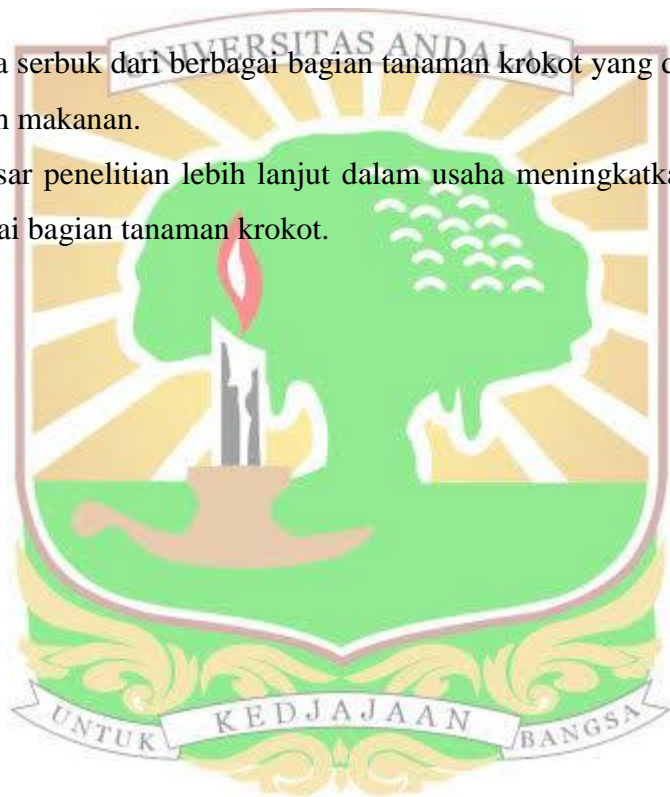 UNIVERSITAS ANDALAS
a serbuk dari berbagai bagian tanaman krokot yang
n makanan.
sar penelitian lebih lanjut dalam usaha meningkatka
ai bagian tanaman krokot.
UNTUK KEDJAJAAN BANGSA